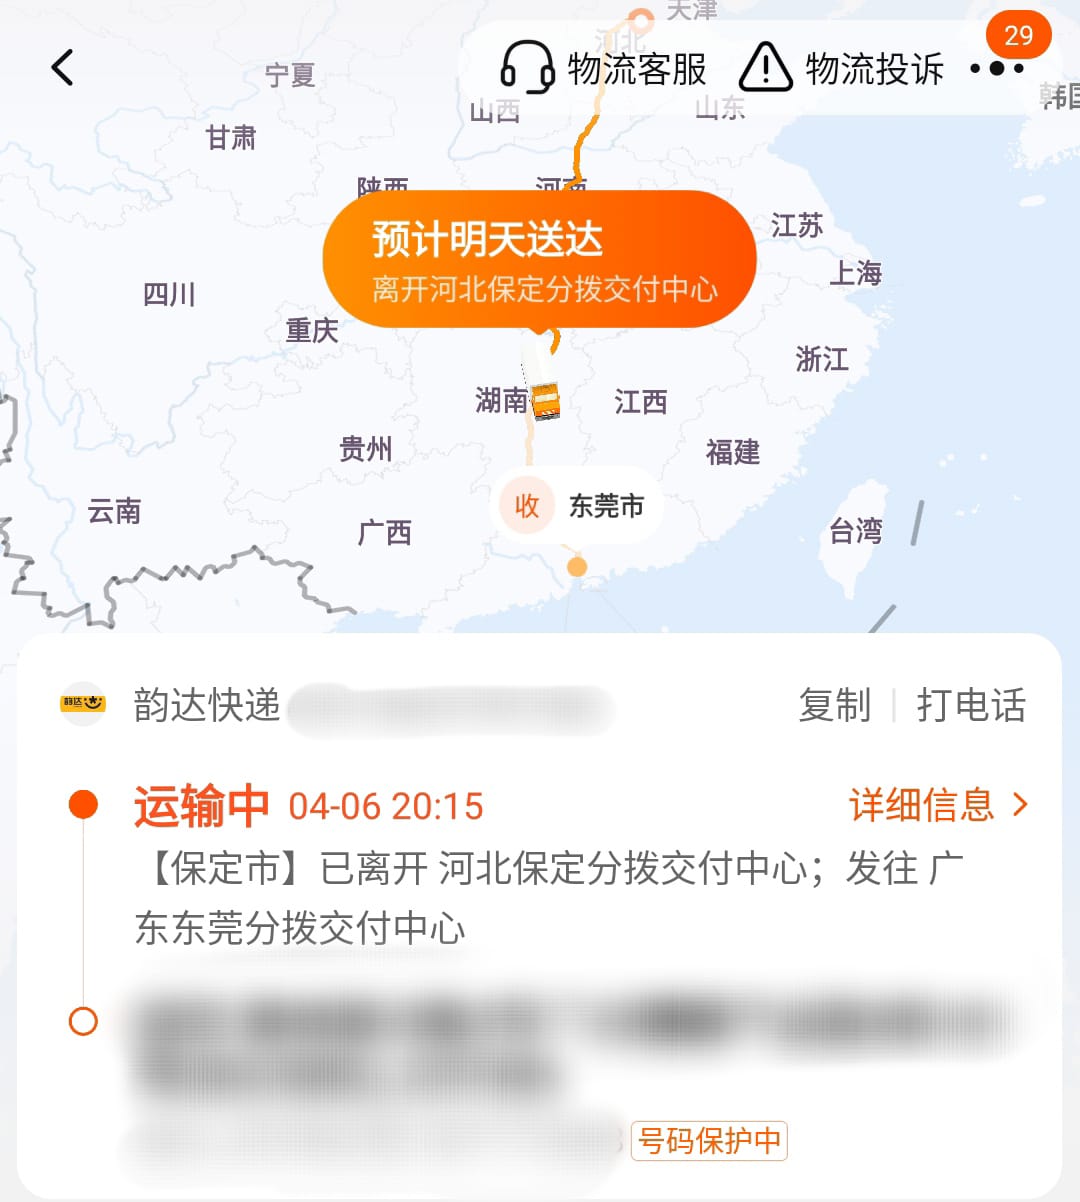 天津
河北
物流客服
物流投诉
29
宁夏
山西
山东
韩国
甘肃
陕西
河南
预计明天送达
离开河北保定分拨交付中心
江苏
上海
四川
重庆
浙江
湖南
江西
贵州
福建
云南
收 东莞市
广西
台湾
韵达
韵达快递
复制 | 打电话
运输中 04-06 20:15
详细信息
【保定市】已离开 河北保定分拨交付中心；发往 广
东东莞分拨交付中心
号码保护中